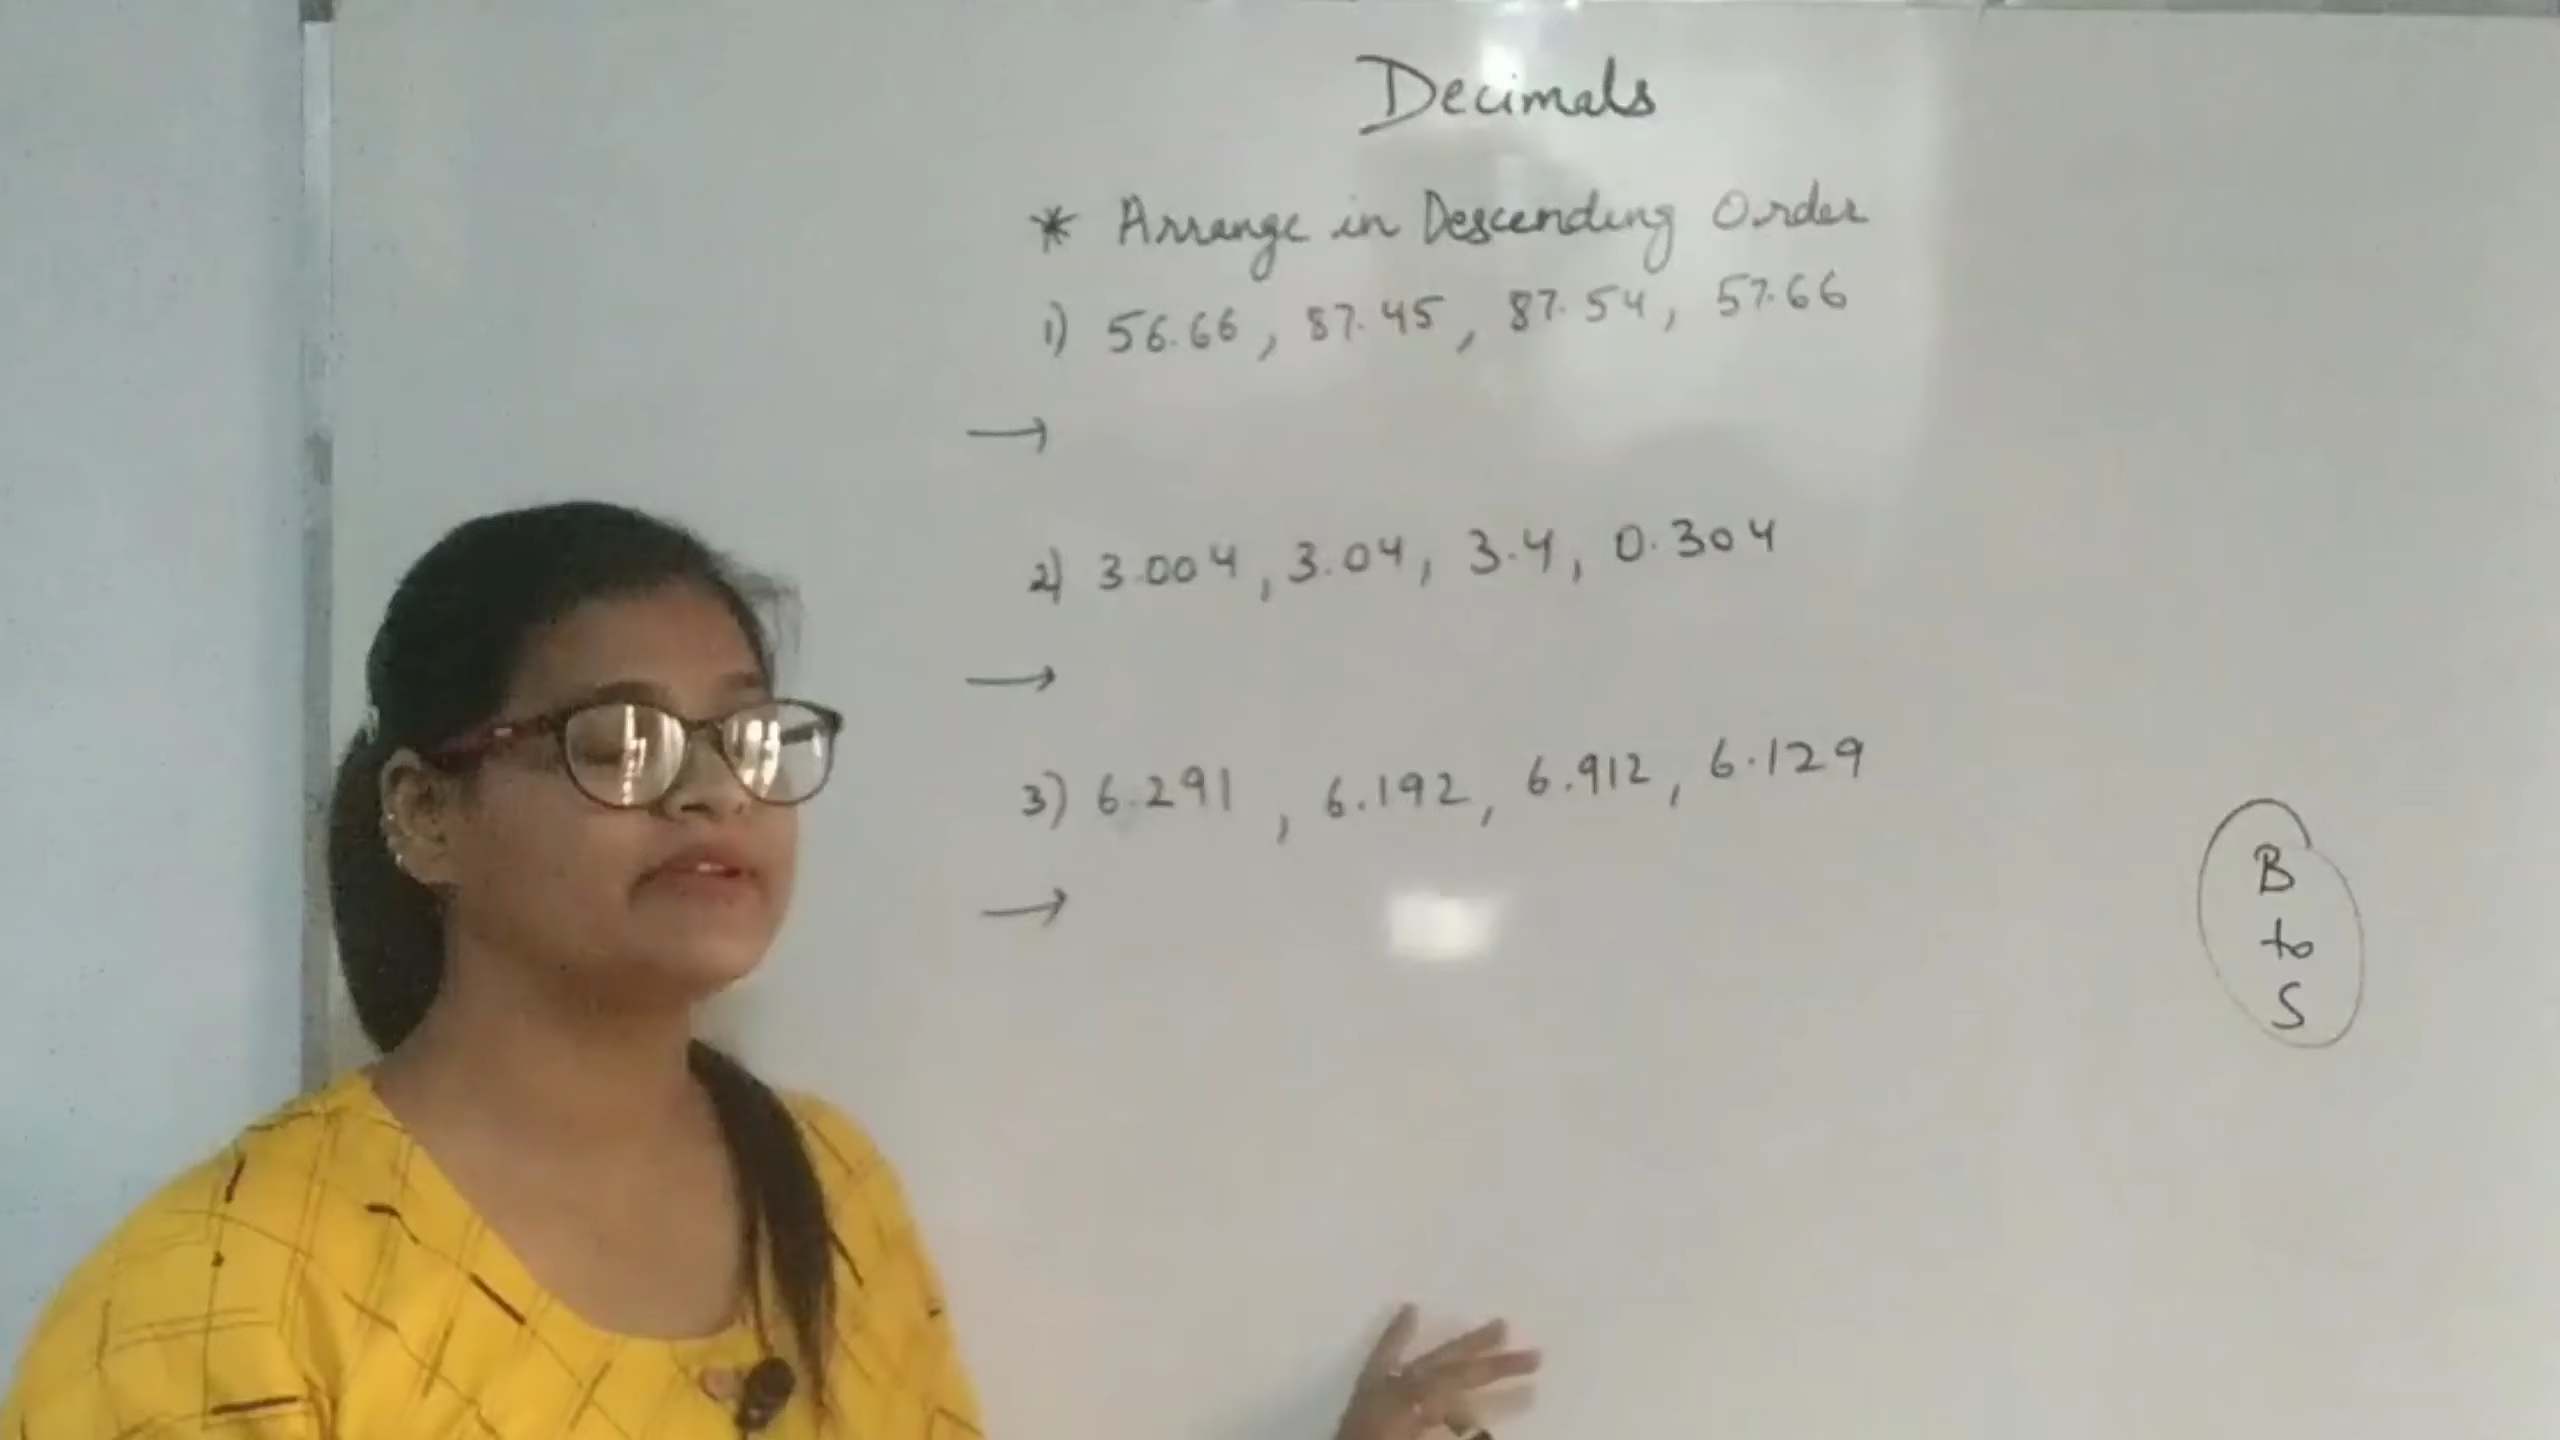 Decimals
* Arrange in Descending Order
1) 56.66, 87.45, 87.54, 57.66
→
2) 3.004, 3.04, 3.4, 0.304
→
3) 6.291, 6.192, 6.912, 6.129
→
B
to
S